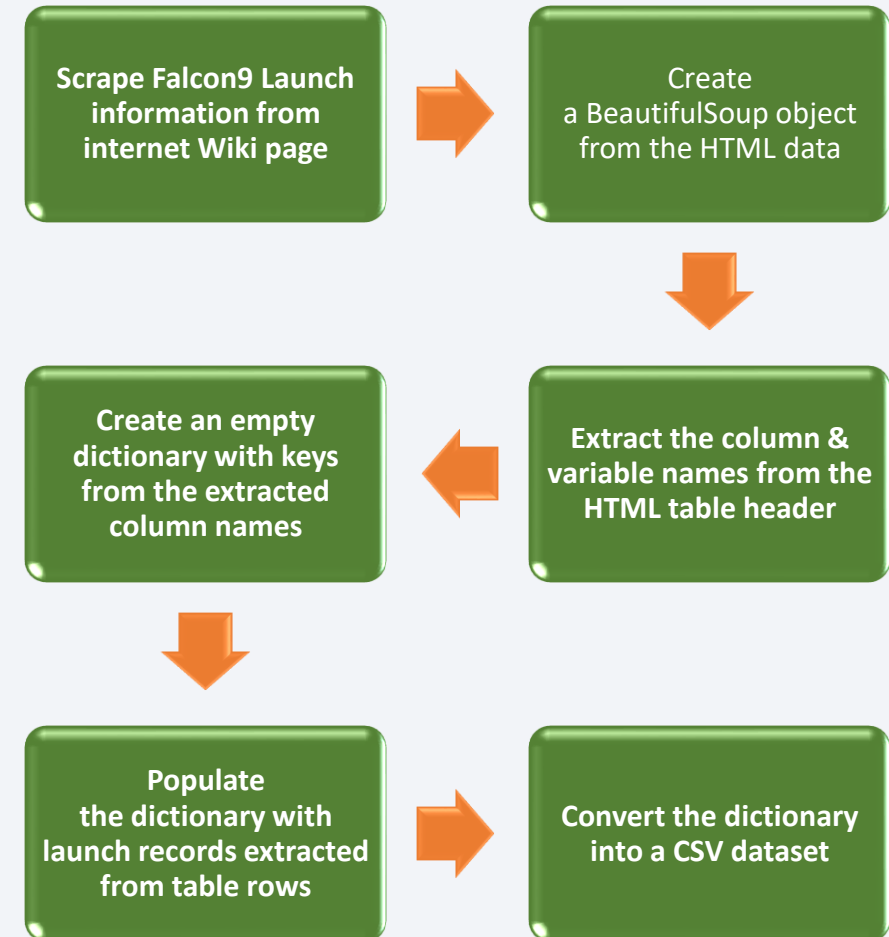 Scrape Falcon9 Launch
information from
internet Wiki page
Create
a BeautifulSoup object
from the HTML data
Extract the column &
variable names from the
HTML table header
Create an empty
dictionary with keys
from the extracted
column names
Populate
the dictionary with
launch records extracted
from table rows
Convert the dictionary
into a CSV dataset